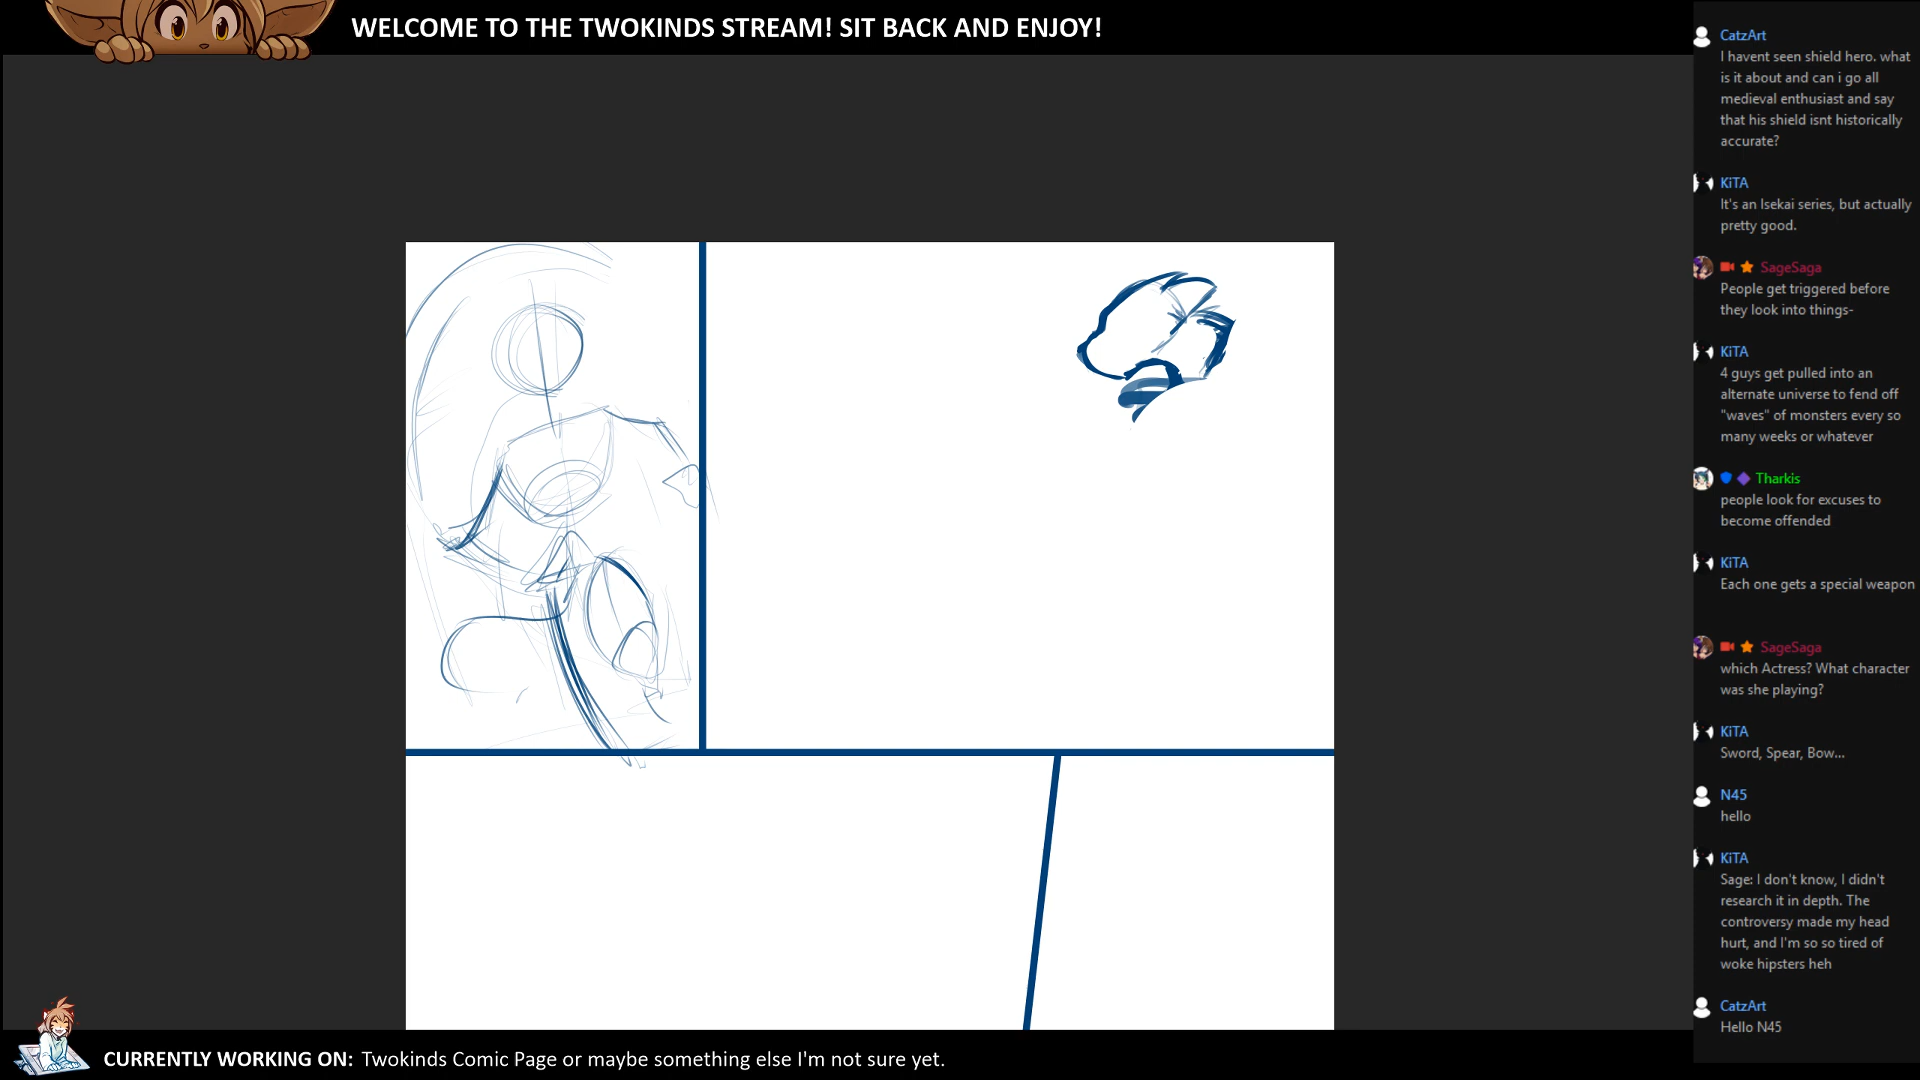 WELCOME TO THE TWOKINDS STREAM! SIT BACK AND ENJOY!
CatzArt
I havent seen shield hero. what
is it about and can i go all
medieval enthusiast and say
that his shield isnt historically
accurate?
KiTA
It's an Isekai series, but actually
pretty good.
SageSaga
People get triggered before
they look into things-
KiTA
4 guys get pulled into an
alternate universe to fend off
"waves" of monsters every so
many weeks or whatever
Tharkis
people look for excuses to
become offended
KiTA
Each one gets a special weapon
SageSaga
which Actress? What character
was she playing?
KiTA
Sword, Spear, Bow...
N45
hello
KiTA
Sage: I don't know, I didn't
research it in depth. The
controversy made my head
hurt, and I'm so so tired of
woke hipsters heh
CatzArt
Hello N45
CURRENTLY WORKING ON: Twokinds Comic Page or maybe something else I'm not sure yet.